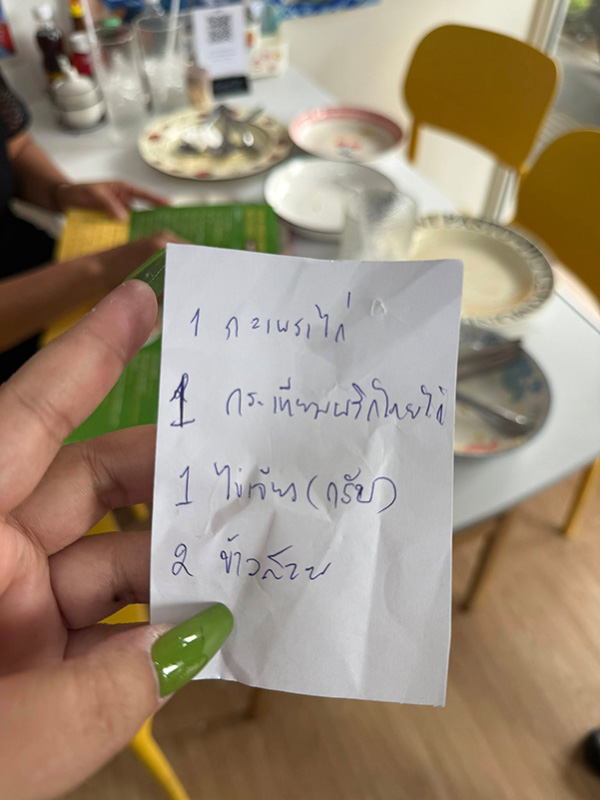 1 กะเพราไก่
1 กระเทียมพริกไทยไก่
1 ไข่เจียว (กรับ)
2 ข้าวสวย